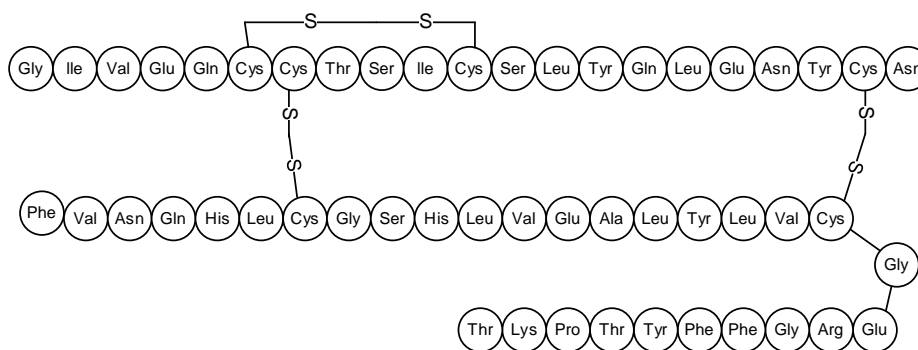 S S
Gly Ile Val Glu Gln Cys Cys Thr Ser Ile Cys Ser Leu Tyr Gln Leu Glu Asn Tyr Cys Asn
S S
S S
Phe Val Asn Gln His Leu Cys Gly Ser His Leu Val Glu Ala Leu Tyr Leu Val Cys
Gly
Thr Lys Pro Thr Tyr Phe Phe Gly Arg Glu